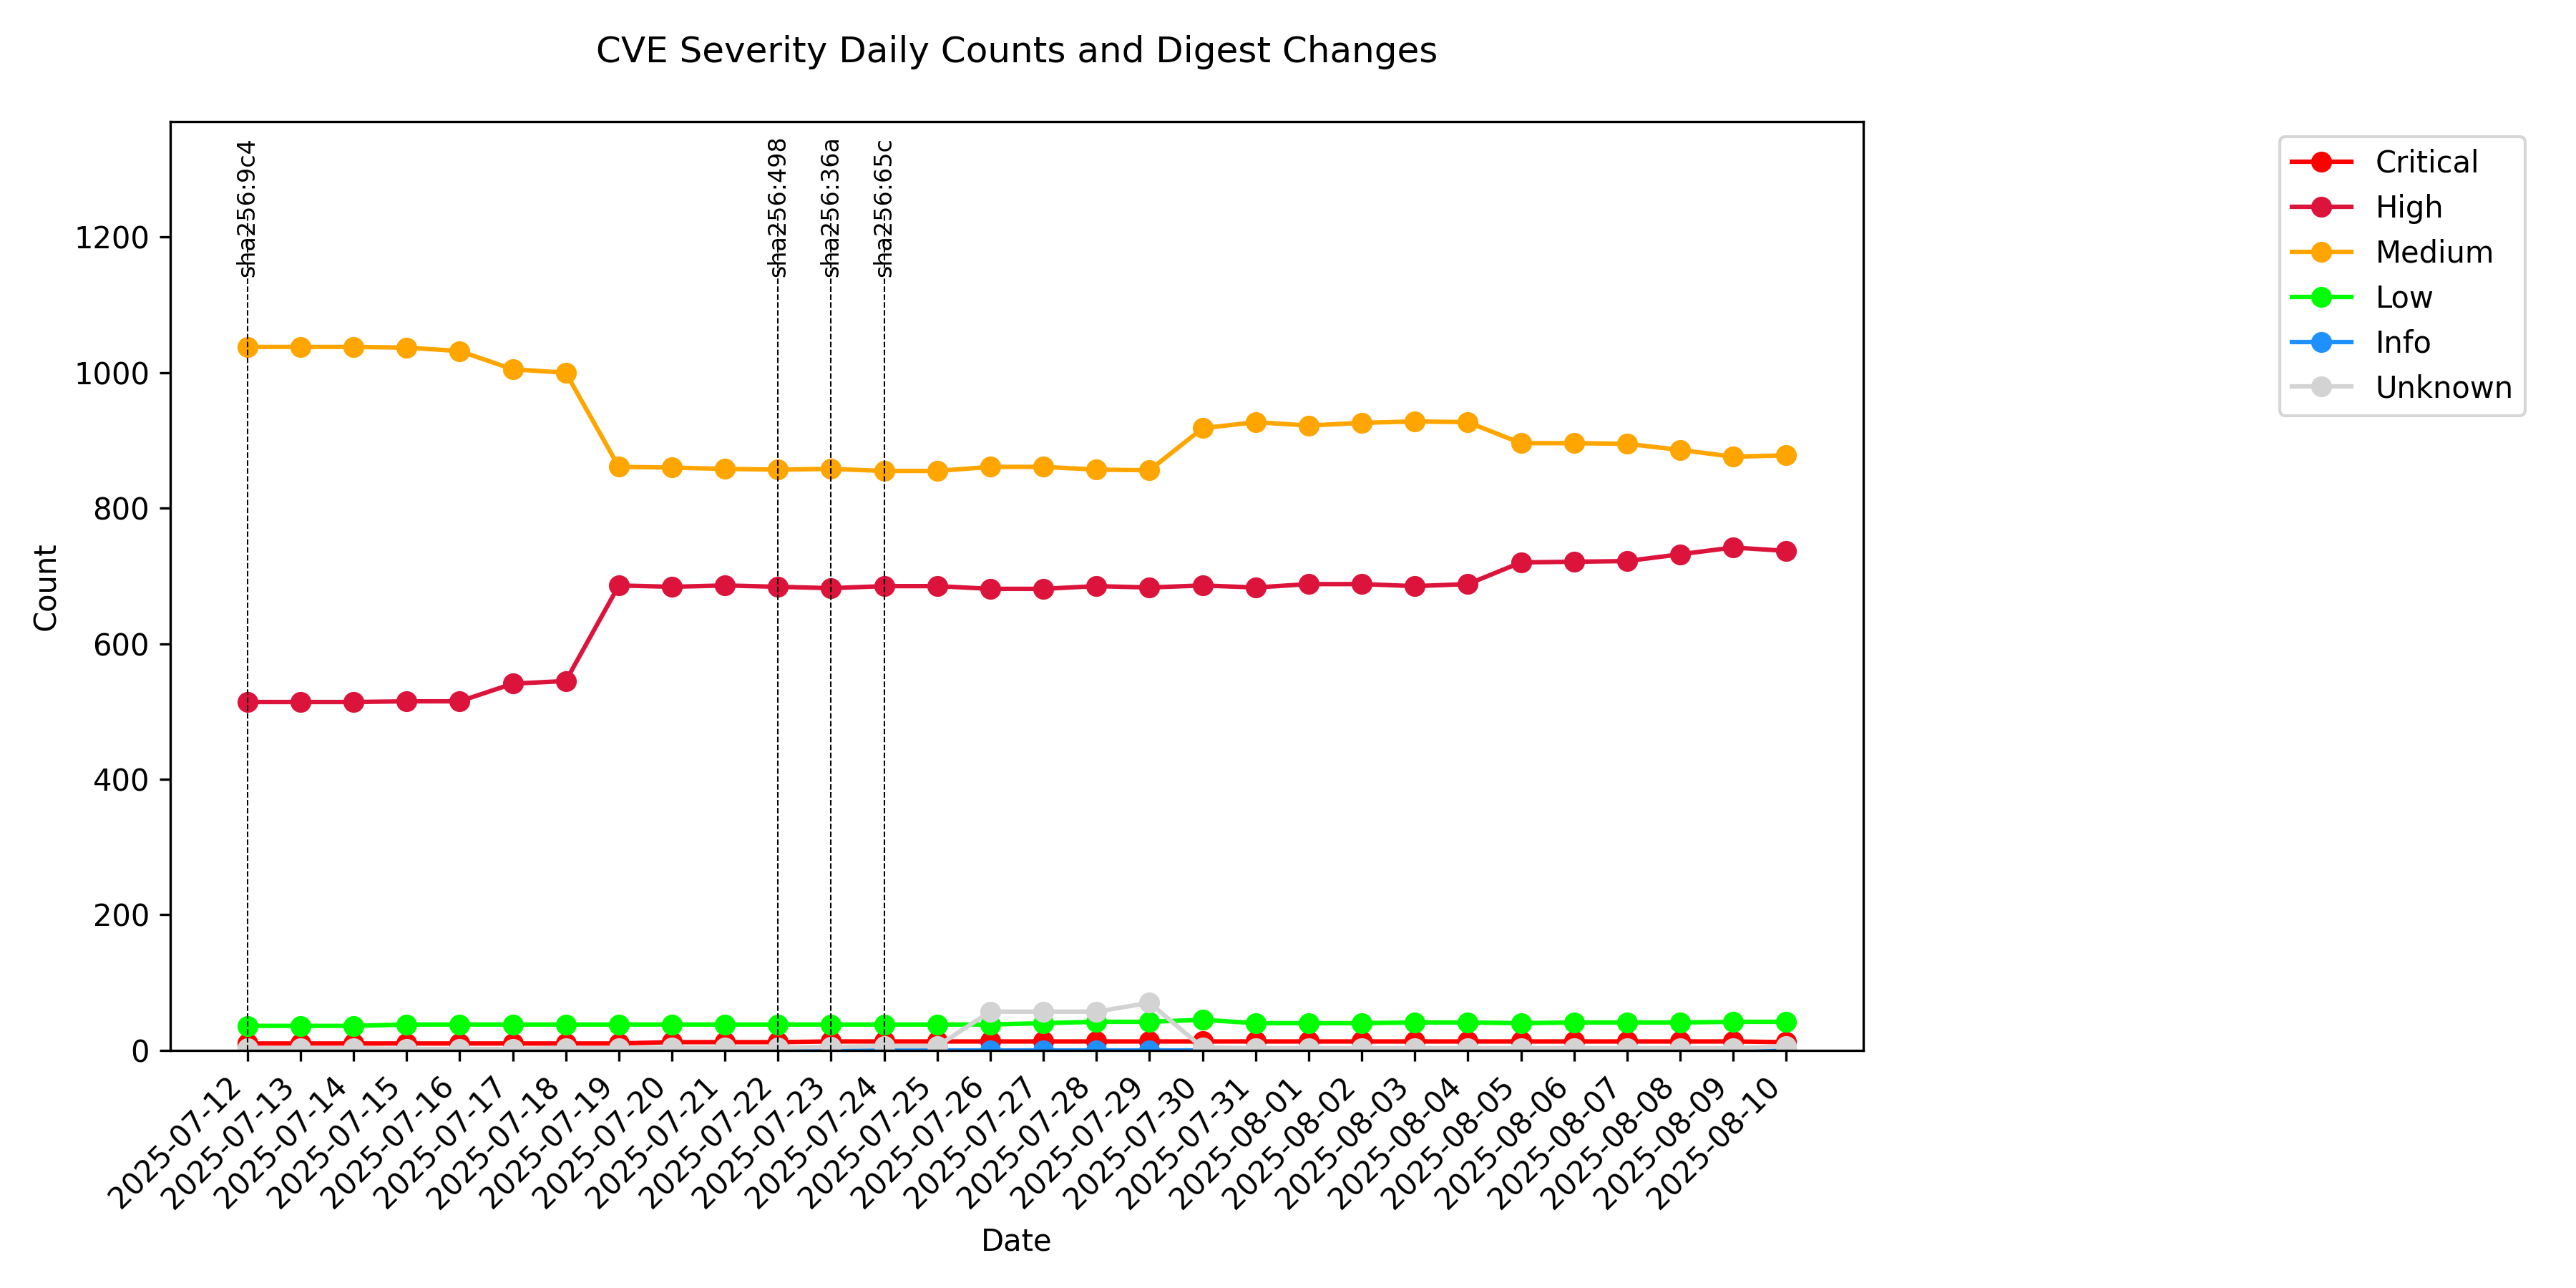 CVE Severity Daily Counts and Digest Changes
sha256:9c4
sha256:498
sha256:36a
sha256:65c
Critical
High
Medium
Low
Info
Unknown
Count
1200
1000
800
600
400
200
0
2025-07-12
2025-07-13
2025-07-14
2025-07-15
2025-07-16
2025-07-17
2025-07-18
2025-07-19
2025-07-20
2025-07-21
2025-07-22
2025-07-23
2025-07-24
2025-07-25
2025-07-26
2025-07-27
2025-07-28
2025-07-29
2025-07-30
2025-07-31
2025-08-01
2025-08-02
2025-08-03
2025-08-04
2025-08-05
2025-08-06
2025-08-07
2025-08-08
2025-08-09
2025-08-10
Date